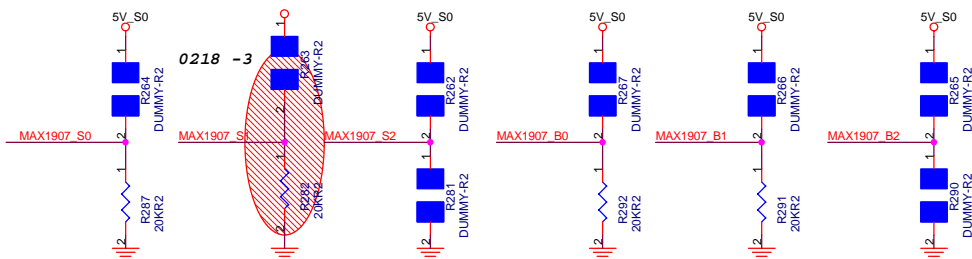 5V_S0
1
R264
DUMMY-R2
2
MAX1907_S0
1
R287
20KR2
2
0218 -3
1
R263
DUMMY-R2
2
MAX1907_S1
1
R282
20KR2
2
5V_S0
1
R262
DUMMY-R2
2
MAX1907_S2
1
R281
DUMMY-R2
2
5V_S0
1
R267
DUMMY-R2
2
MAX1907_B0
1
R292
20KR2
2
5V_S0
1
R266
DUMMY-R2
2
MAX1907_B1
1
R291
20KR2
2
5V_S0
1
R265
DUMMY-R2
2
MAX1907_B2
1
R290
DUMMY-R2
2